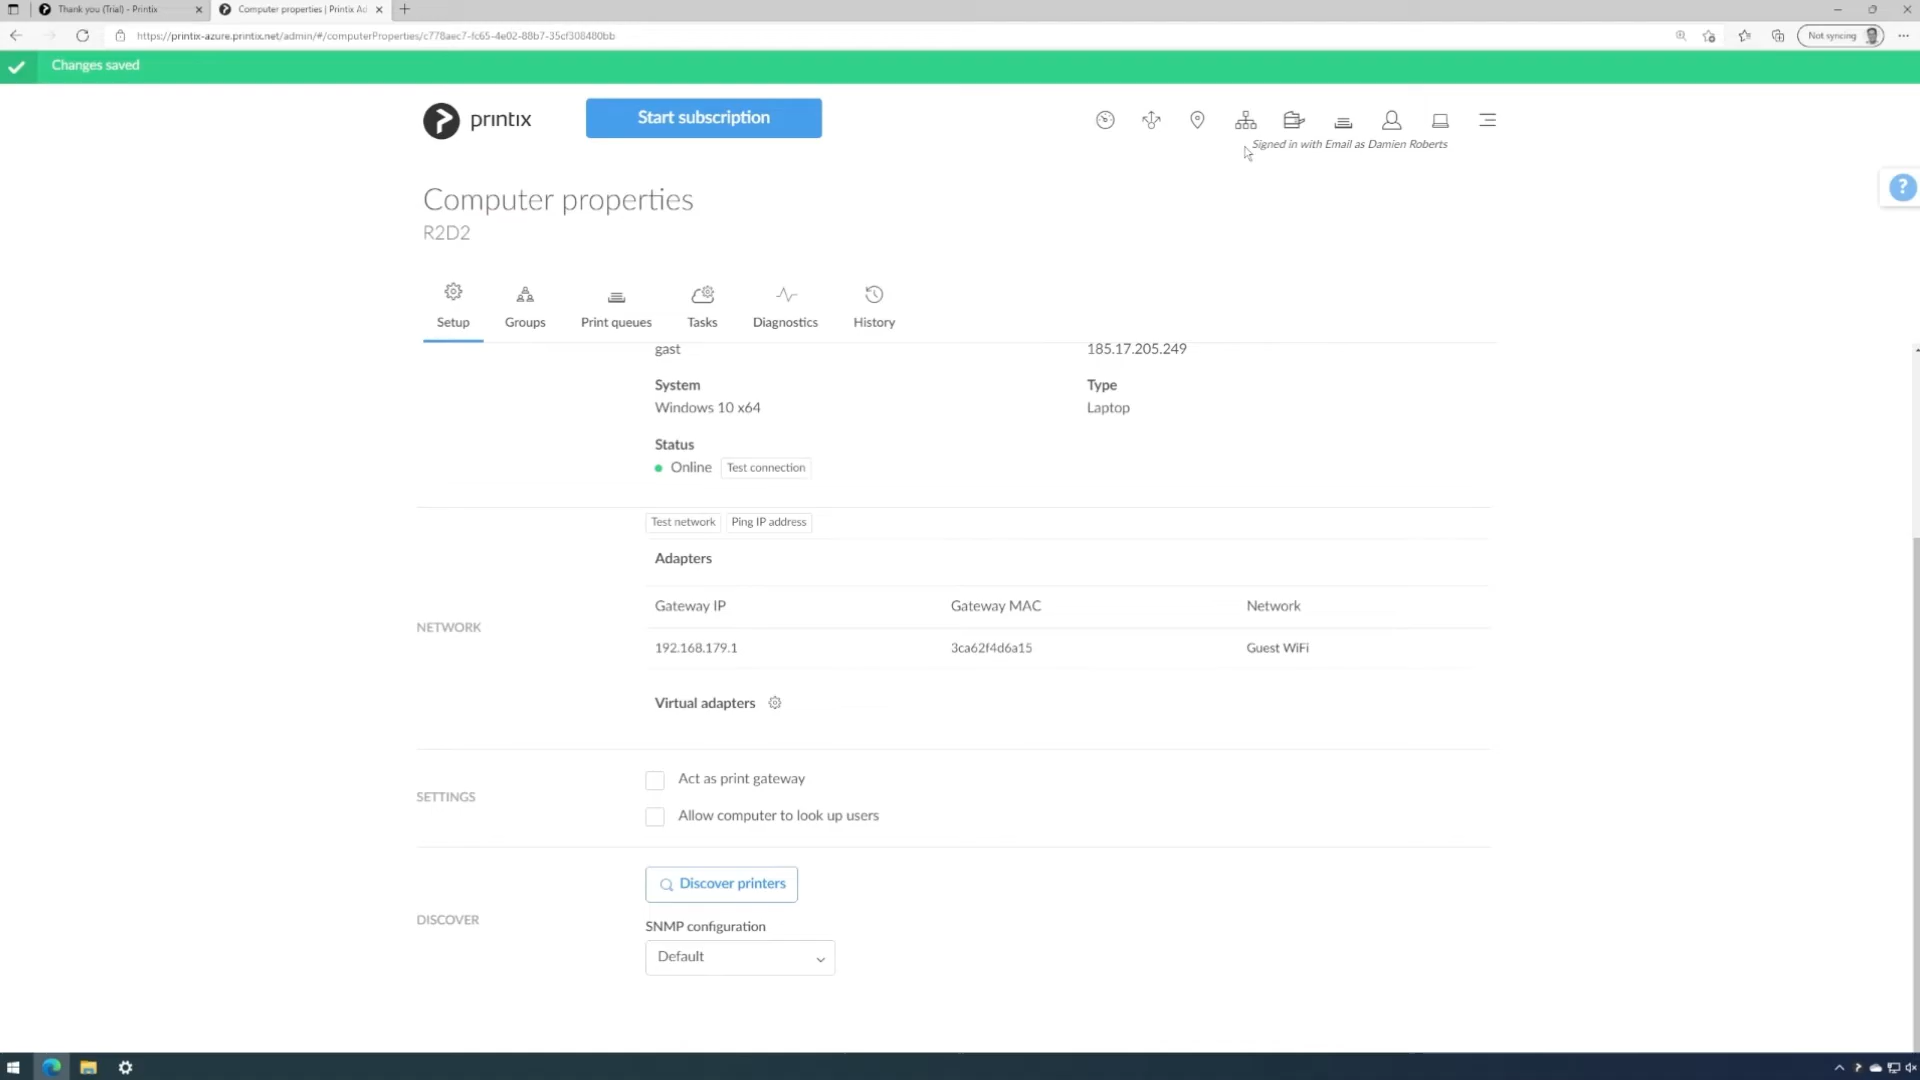 Thank you (Trial) - Printix
Computer properties | Printix Ad
https://printix-azure.printix.net/admin/#/computerProperties/c778aec7-fc65-4e02-88b7-35cf308480bb
Not syncing
Changes saved
printix
Start subscription
Signed in with Email as Damien Roberts
?
Computer properties
R2D2
Setup
Groups
Print queues
Tasks
Diagnostics
History
gast
185.17.205.249
System
Type
Windows 10 x64
Laptop
Status
Online
Test connection
Test network
Ping IP address
Adapters
Gateway IP
Gateway MAC
Network
NETWORK
192.168.179.1
3ca62f4d6a15
Guest WiFi
Virtual adapters
SETTINGS
Act as print gateway
Allow computer to look up users
DISCOVER
Discover printers
SNMP configuration
Default